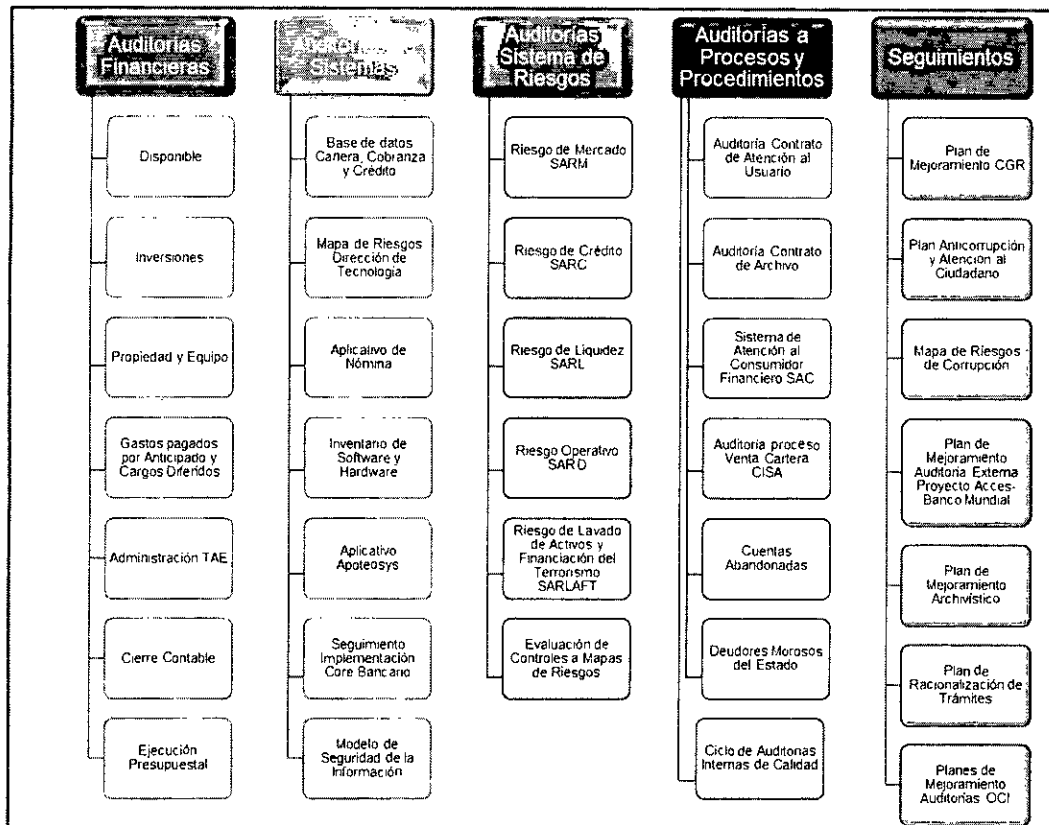 Auditorías
Financieras
Disponible
Inversiones
Propiedad y Equipo
Gastos pagados
por Anticipado y
Cargos Diferidos
Administración TAE
Cierre Contable
Ejecución
Presupuestal
Sistemas
Base de datos
Cartera, Cobranza
y Crédito
Mapa de Riesgos
Dirección de
Tecnología
Aplicativo de
Nómina
Inventario de
Software y
Hardware
Aplicativo
Apoteosys
Seguimiento
Implementación
Core Bancario
Modelo de
Seguridad de la
Información
Auditorías
Sistema de
Riesgos
Riesgo de Mercado
SARM
Riesgo de Crédito
SARC
Riesgo de Liquidez
SARL
Riesgo Operativo
SARO
Riesgo de Lavado
de Activos y
Financiación del
Terrorismo
SARLAFT
Evaluación de
Controles a Mapas
de Riesgos
Auditorías a
Procesos y
Procedimientos
Auditoría Contrato
de Atención al
Usuario
Auditoría Contrato
de Archivo
Sistema de
Atención al
Consumidor
Financiero SAC
Auditoría proceso
Venta Cartera
CISA
Cuentas
Abandonadas
Deudores Morosos
del Estado
Ciclo de Auditorias
Internas de Calidad
Seguimientos
Plan de
Mejoramiento CGR
Plan Anticorrupción
y Atención al
Ciudadano
Mapa de Riesgos
de Corrupción
Plan de
Mejoramiento
Auditoría Externa
Proyecto Acces-
Banco Mundial
Plan de
Mejoramiento
Archivístico
Plan de
Racionalización de
Trámites
Planes de
Mejoramiento
Auditorías OCI